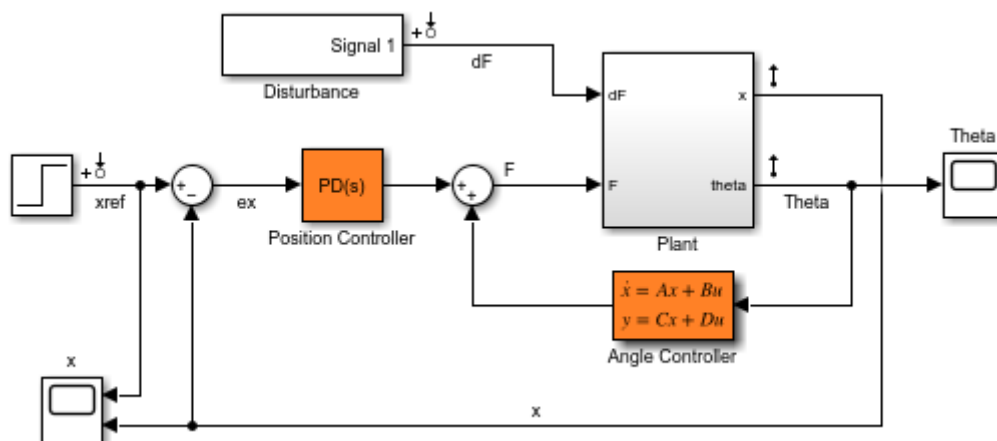 Signal 1
dF
Disturbance
dF
x
F
theta
Plant
Theta
Theta
xref
+
−
ex
PD(s)
Position Controller
+
+
F
ẋ = Ax + Bu
y = Cx + Du
Angle Controller
x
x
+
+